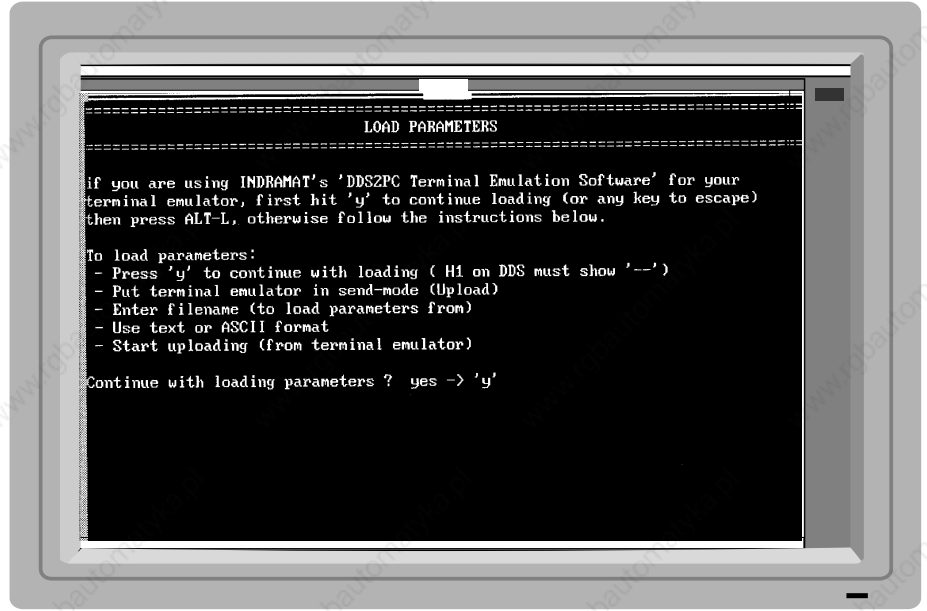 ================================================================================
LOAD PARAMETERS
================================================================================
if you are using INDRAMAT's 'DDS2PC Terminal Emulation Software' for your
terminal emulator, first hit 'y' to continue loading (or any key to escape)
then press ALT-L, otherwise follow the instructions below.
To load parameters:
- Press 'y' to continue with loading ( H1 on DDS must show '--')
- Put terminal emulator in send-mode (Upload)
- Enter filename (to load parameters from)
- Use text or ASCII format
- Start uploading (from terminal emulator)
Continue with loading parameters ?  yes -> 'y'
www.rgbautomatyka.pl